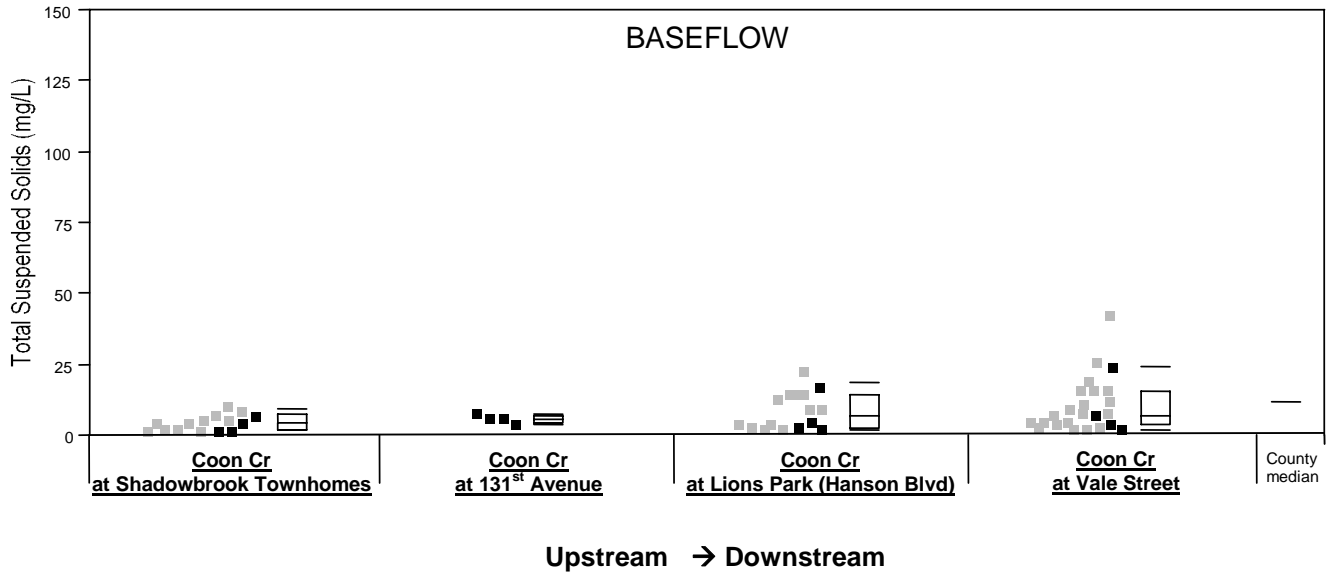 BASEFLOW
Total Suspended Solids (mg/L)
150
125
100
75
50
25
0
Coon Cr
at Shadowbrook Townhomes
Coon Cr
at 131st Avenue
Coon Cr
at Lions Park (Hanson Blvd)
Coon Cr
at Vale Street
County
median
Upstream → Downstream